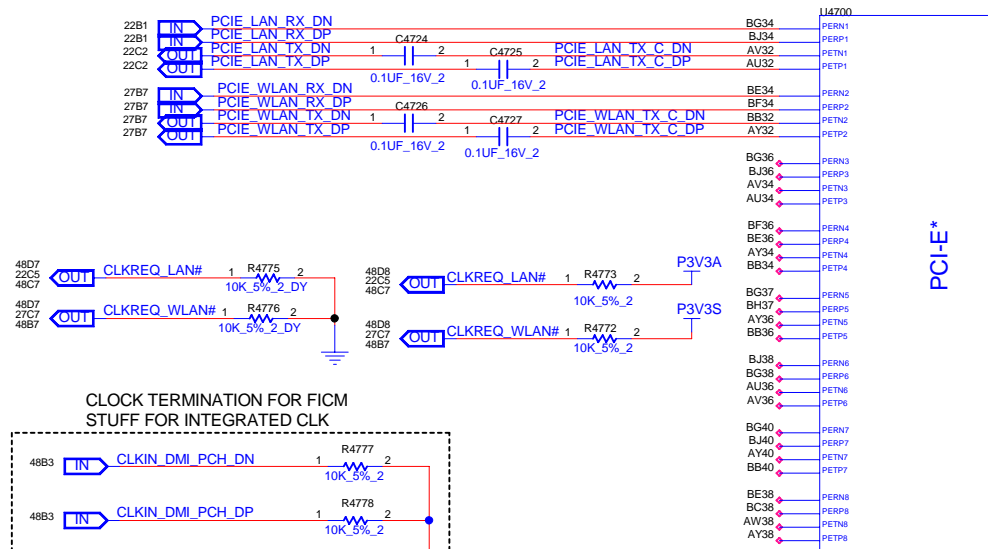 U4700
22B1 IN PCIE_LAN_RX_DN BG34 PERN1
22B1 IN PCIE_LAN_RX_DP BJ34 PERP1
22C2 OUT PCIE_LAN_TX_DN 1 C4724 2 PCIE_LAN_TX_C_DN AV32 PETN1
22C2 OUT PCIE_LAN_TX_DP 1 C4725 2 PCIE_LAN_TX_C_DP AU32 PETP1
0.1UF_16V_2 0.1UF_16V_2
27B7 IN PCIE_WLAN_RX_DN BE34 PERN2
27B7 IN PCIE_WLAN_RX_DP BF34 PERP2
27B7 OUT PCIE_WLAN_TX_DN 1 C4726 2 PCIE_WLAN_TX_C_DN BB32 PETN2
27B7 OUT PCIE_WLAN_TX_DP 1 C4727 2 PCIE_WLAN_TX_C_DP AY32 PETP2
0.1UF_16V_2 0.1UF_16V_2
BG36 PERN3
BJ36 PERP3
AV34 PETN3
AU34 PETP3
BF36 PERN4
BE36 PERP4
AY34 PETN4
BB34 PETP4
PCI-E*
48D7
22C5 OUT CLKREQ_LAN# 1 R4775 2
48C7
10K_5%_2_DY
48D7
27C7 OUT CLKREQ_WLAN# 1 R4776 2
48B7
10K_5%_2_DY
P3V3A
48D8
22C5 OUT CLKREQ_LAN# 1 R4773 2
48C7
10K_5%_2
P3V3S
48D8
27C7 OUT CLKREQ_WLAN# 1 R4772 2
48B7
10K_5%_2
BG37 PERN5
BH37 PERP5
AY36 PETN5
BB36 PETP5
BJ38 PERN6
BG38 PERP6
AU36 PETN6
AV36 PETP6
BG40 PERN7
BJ40 PERP7
AY40 PETN7
BB40 PETP7
BE38 PERN8
BC38 PERP8
AW38 PETN8
AY38 PETP8
CLOCK TERMINATION FOR FICM
STUFF FOR INTEGRATED CLK
48B3 IN CLKIN_DMI_PCH_DN 1 R4777 2
10K_5%_2
48B3 IN CLKIN_DMI_PCH_DP 1 R4778 2
10K_5%_2